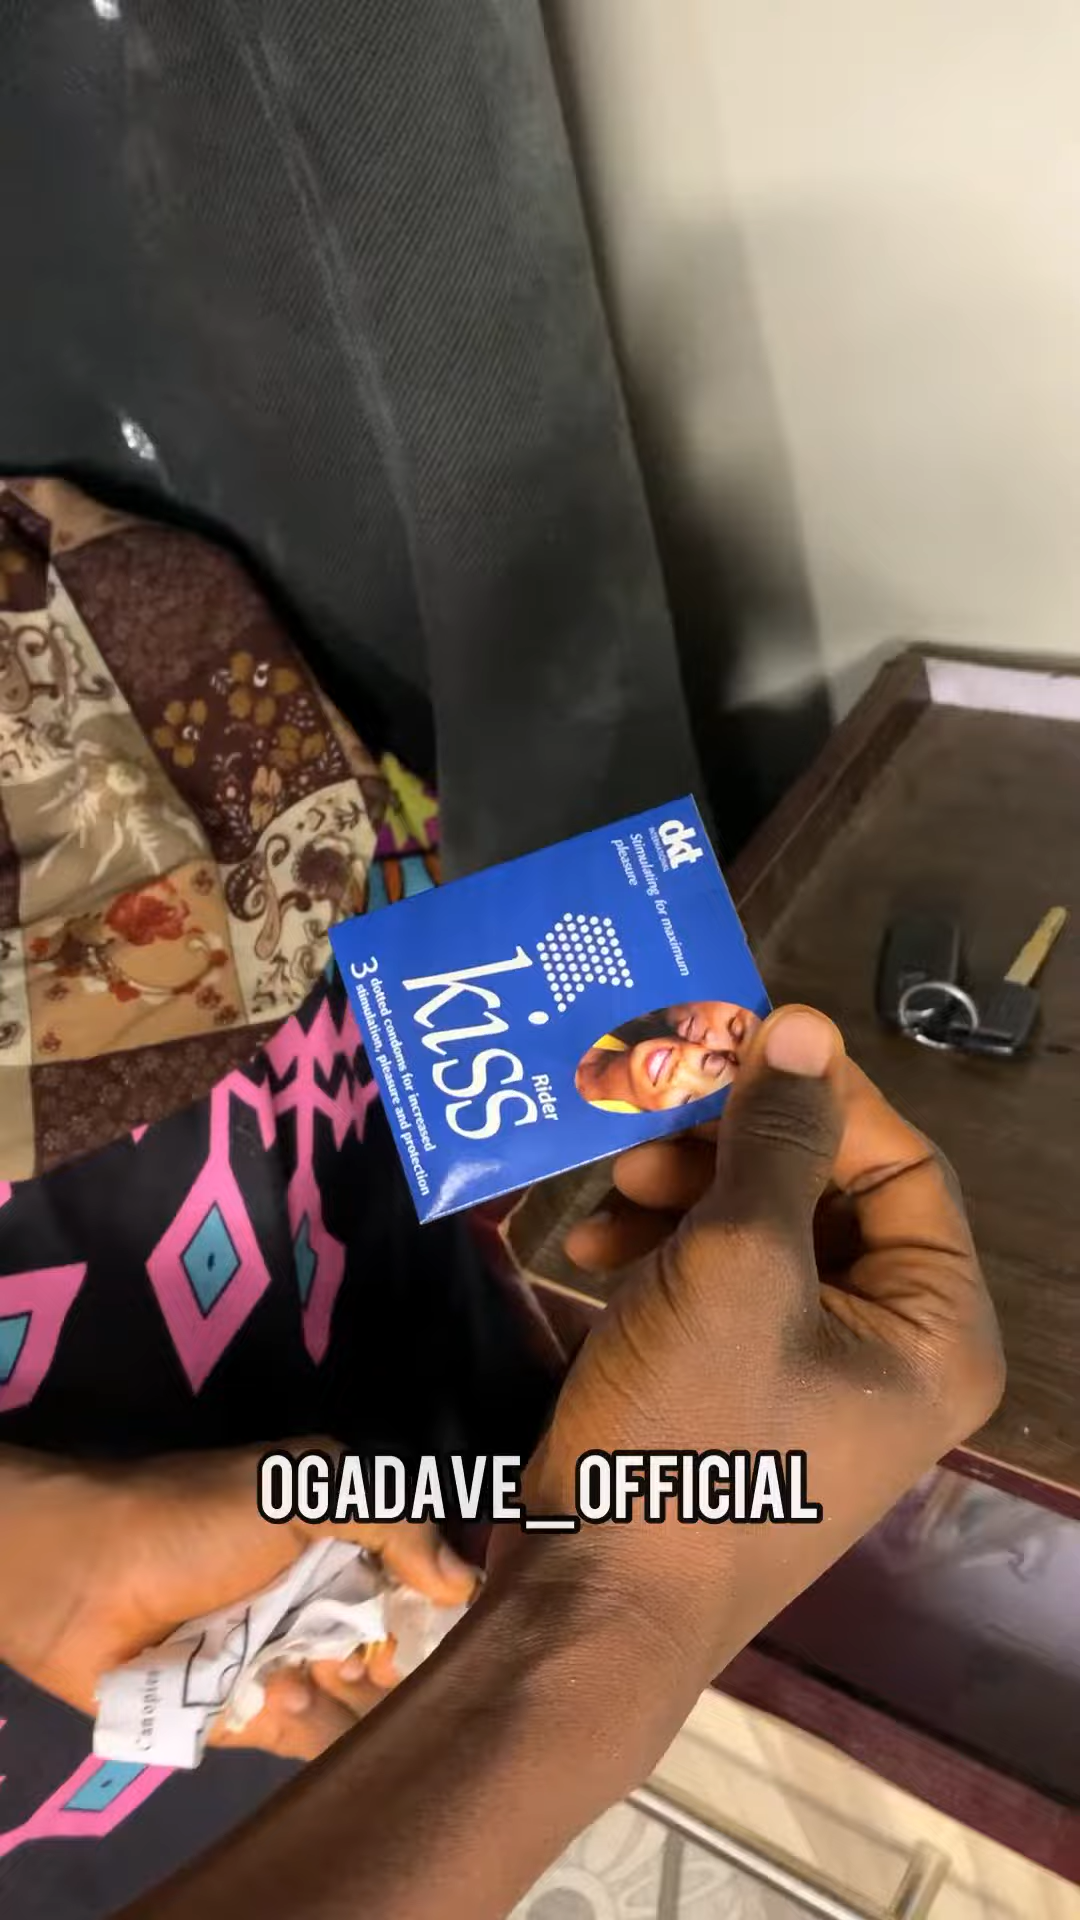 dkt
INTERNATIONAL
Stimulating for maximum
pleasure
kiss
Rider
3 dotted condoms for increased
stimulation, pleasure and protection
OGADAVE_OFFICIAL